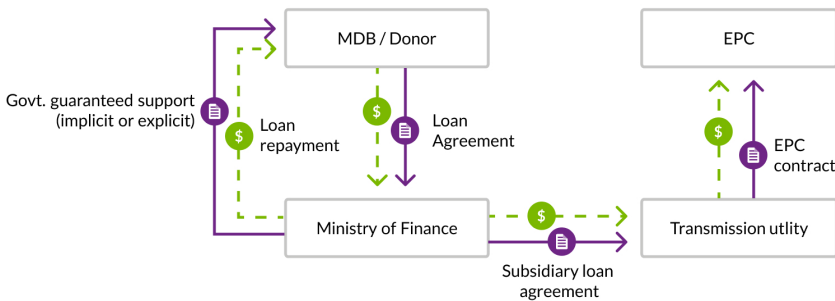 MDB / Donor
EPC
Govt. guaranteed support
(implicit or explicit)
$
Loan
repayment
$
Loan
Agreement
$
EPC
contract
Ministry of Finance
$
Transmission utlity
Subsidiary loan
agreement